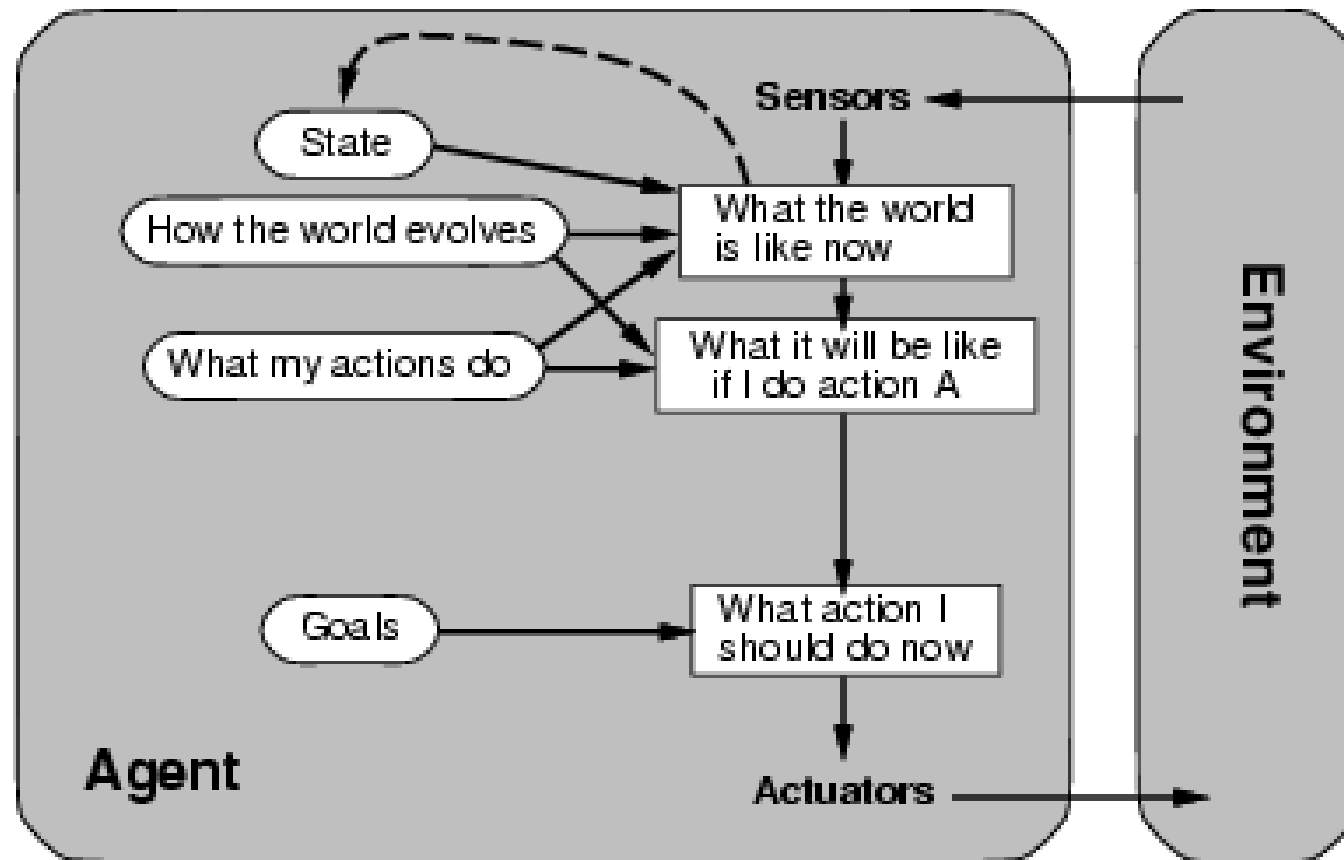 Sensors
State
What the world
is like now
How the world evolves
What my actions do
What it will be like
if I do action A
Goals
What action I
should do now
Agent
Actuators
Environment